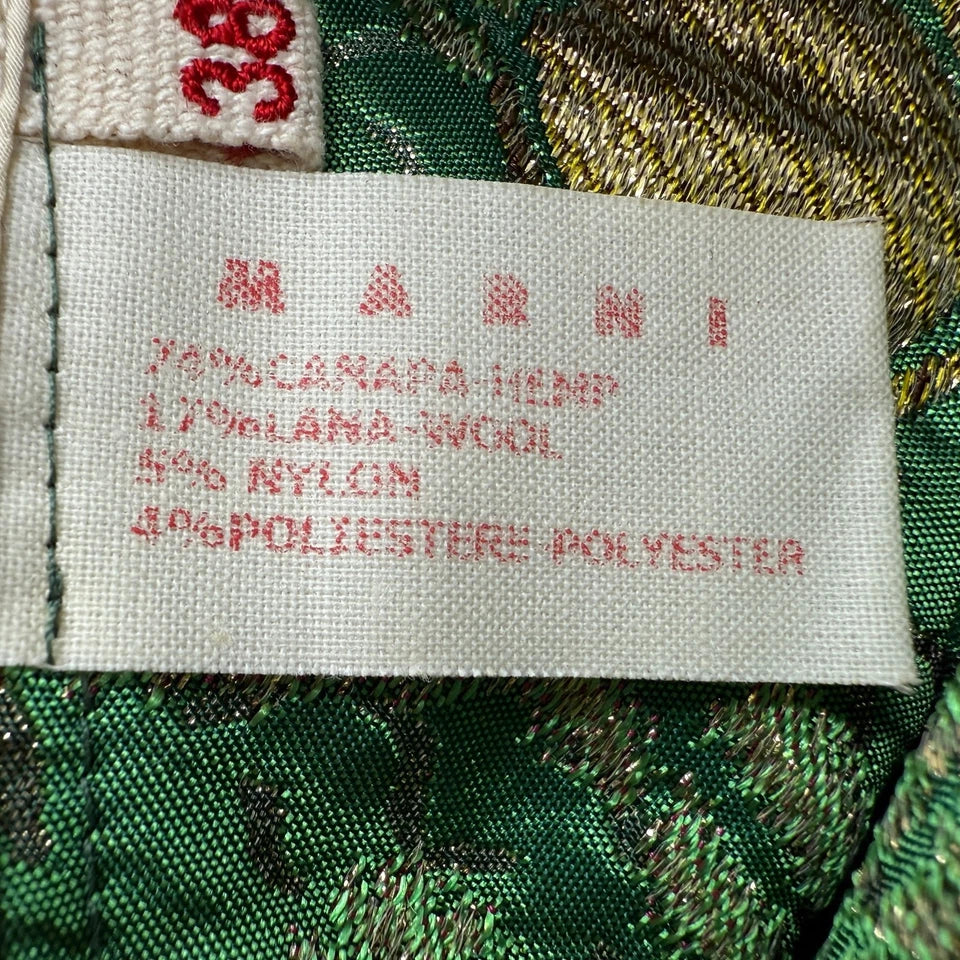 38
MARNI
74%CANAPA-HEMP
17%LANA-WOOL
5% NYLON
4%POLIESTERE-POLYESTER